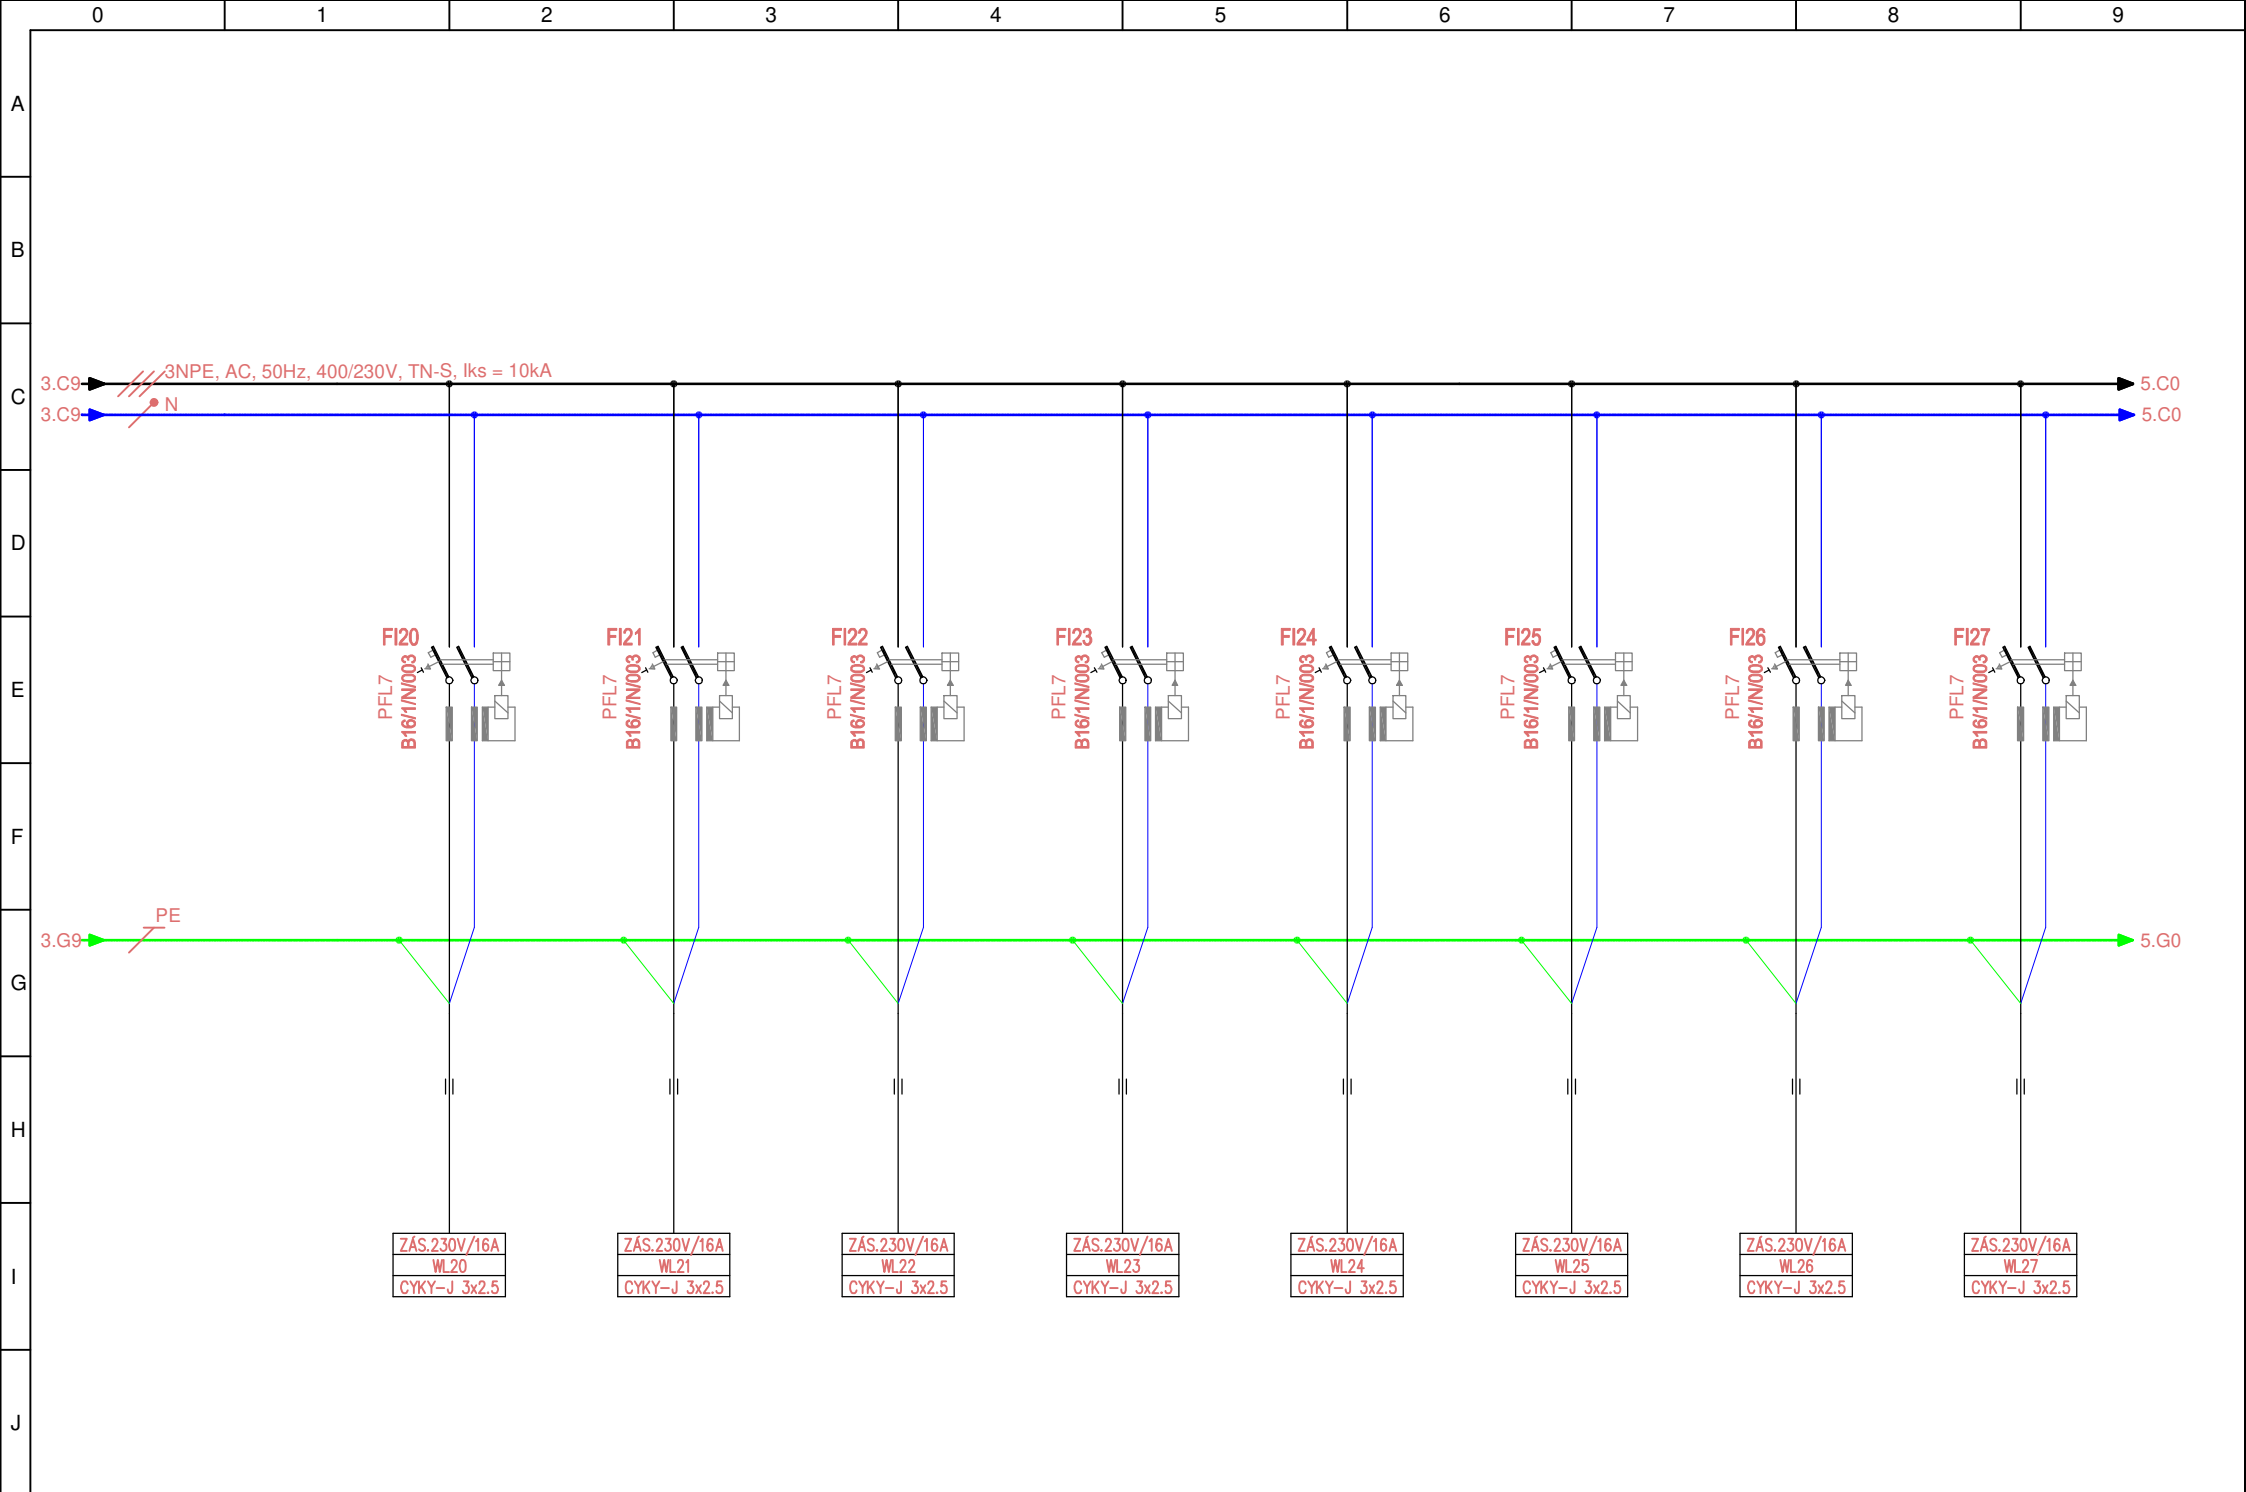 0 1 2 3 4 5 6 7 8 9
A
B
3NPE, AC, 50Hz, 400/230V, TN-S, Iks = 10kA
3.C9 5.C0
C
N
3.C9 5.C0
D
FI20 FI21 FI22 FI23 FI24 FI25 FI26 FI27
PFL7 PFL7 PFL7 PFL7 PFL7 PFL7 PFL7 PFL7
B16/1/N/003 B16/1/N/003 B16/1/N/003 B16/1/N/003 B16/1/N/003 B16/1/N/003 B16/1/N/003 B16/1/N/003
E
F
PE
3.G9 5.G0
G
H
ZÁS.230V/16A ZÁS.230V/16A ZÁS.230V/16A ZÁS.230V/16A ZÁS.230V/16A ZÁS.230V/16A ZÁS.230V/16A ZÁS.230V/16A
WL20 WL21 WL22 WL23 WL24 WL25 WL26 WL27
I
CYKY-J 3x2.5 CYKY-J 3x2.5 CYKY-J 3x2.5 CYKY-J 3x2.5 CYKY-J 3x2.5 CYKY-J 3x2.5 CYKY-J 3x2.5 CYKY-J 3x2.5
J